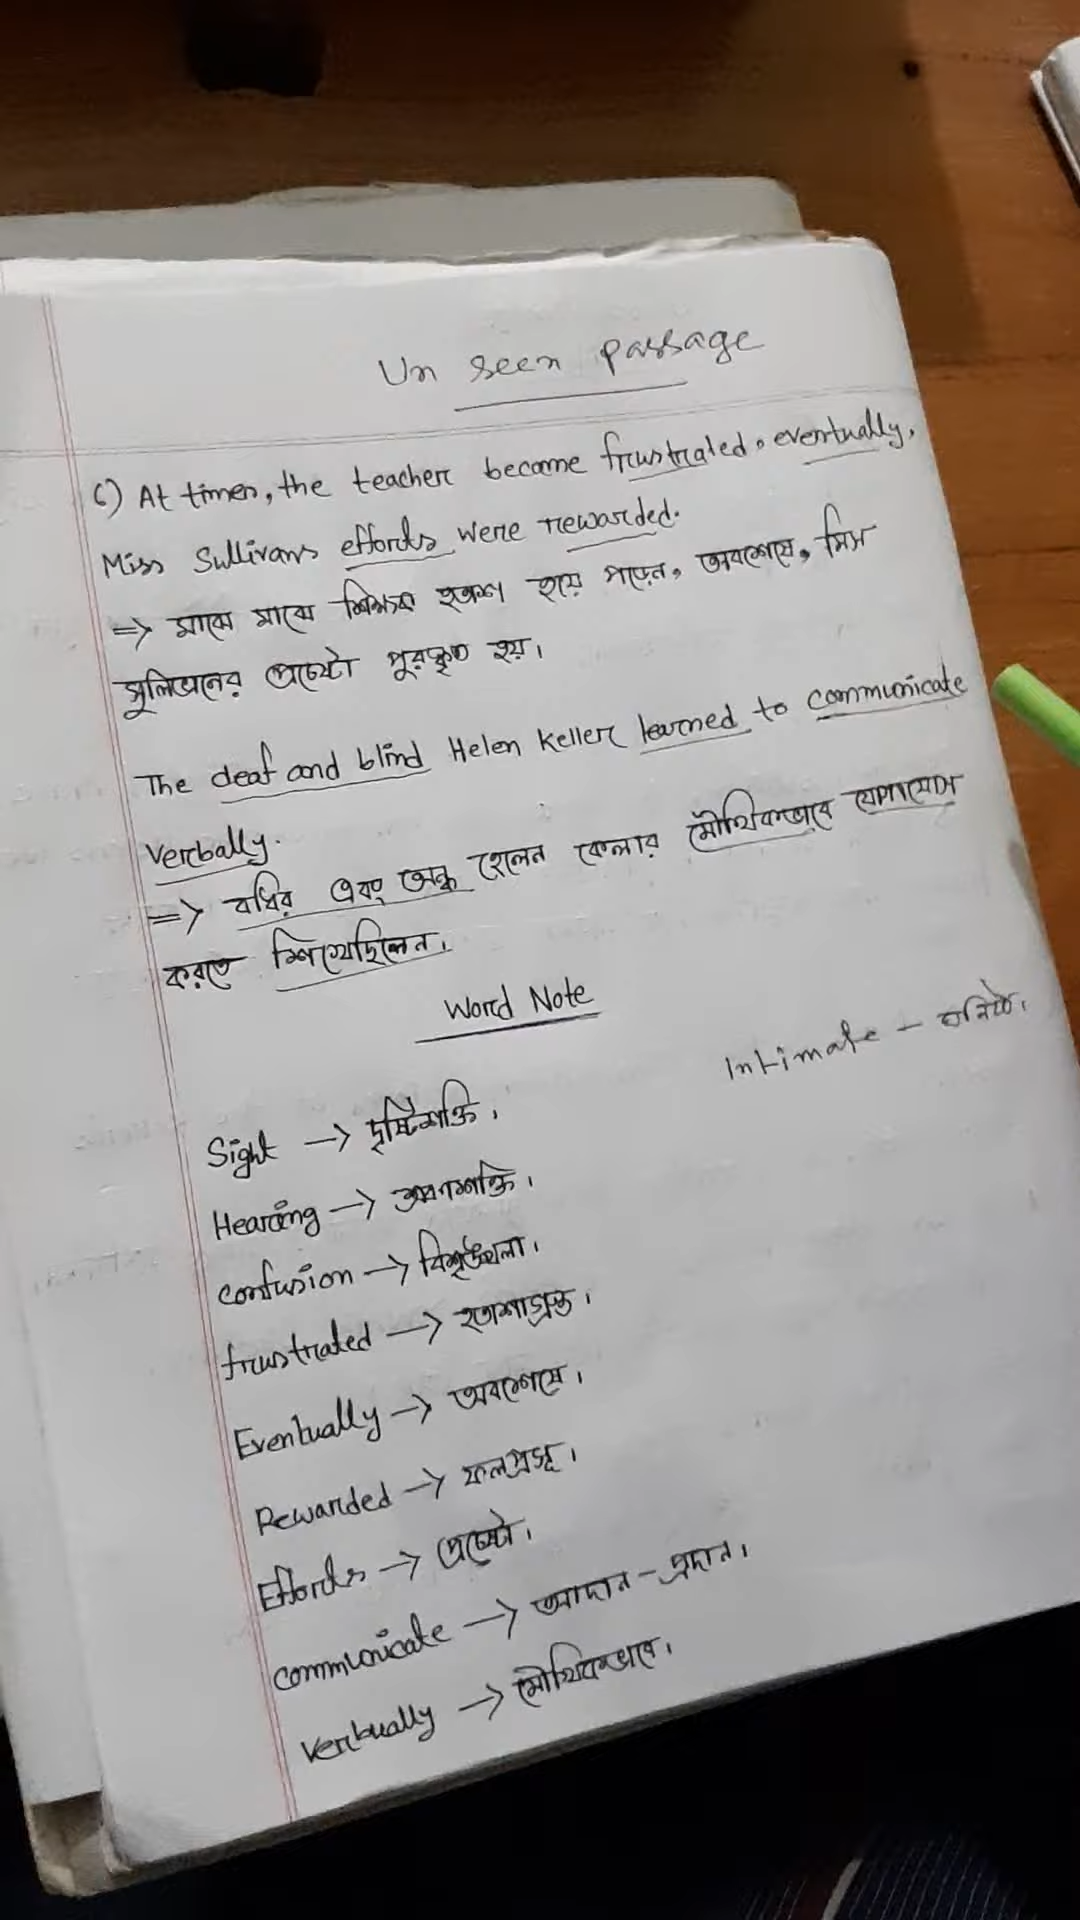 Un seen passage
6) At times, the teacher become frustrated. eventually,
Miss Sullivans efforts were rewarded.
=> মাঝে মাঝে শিক্ষক হতাশ হয়ে পড়েন, অবশেষে, মিস
সুলিভানের প্রচেষ্টা পুরস্কৃত হয়।
The deaf and blind Helen Keller learned to communicate
verbally.
=> বধির এবং অন্ধ হেলেন কেলার মৌখিকভাবে যোগাযোগ
করতে শিখেছিলেন।
Word Note
Intimate - ঘনিষ্ঠ।
Sight -> দৃষ্টিশক্তি।
Hearing -> শ্রবণশক্তি।
confusion -> বিশৃঙ্খলা।
frustrated -> হতাশাগ্রস্ত।
Eventually -> অবশেষে।
Rewarded -> ফলপ্রসূ।
Efforts -> প্রচেষ্টা।
communicate -> আদান-প্রদান।
verbually -> মৌখিকভাবে।